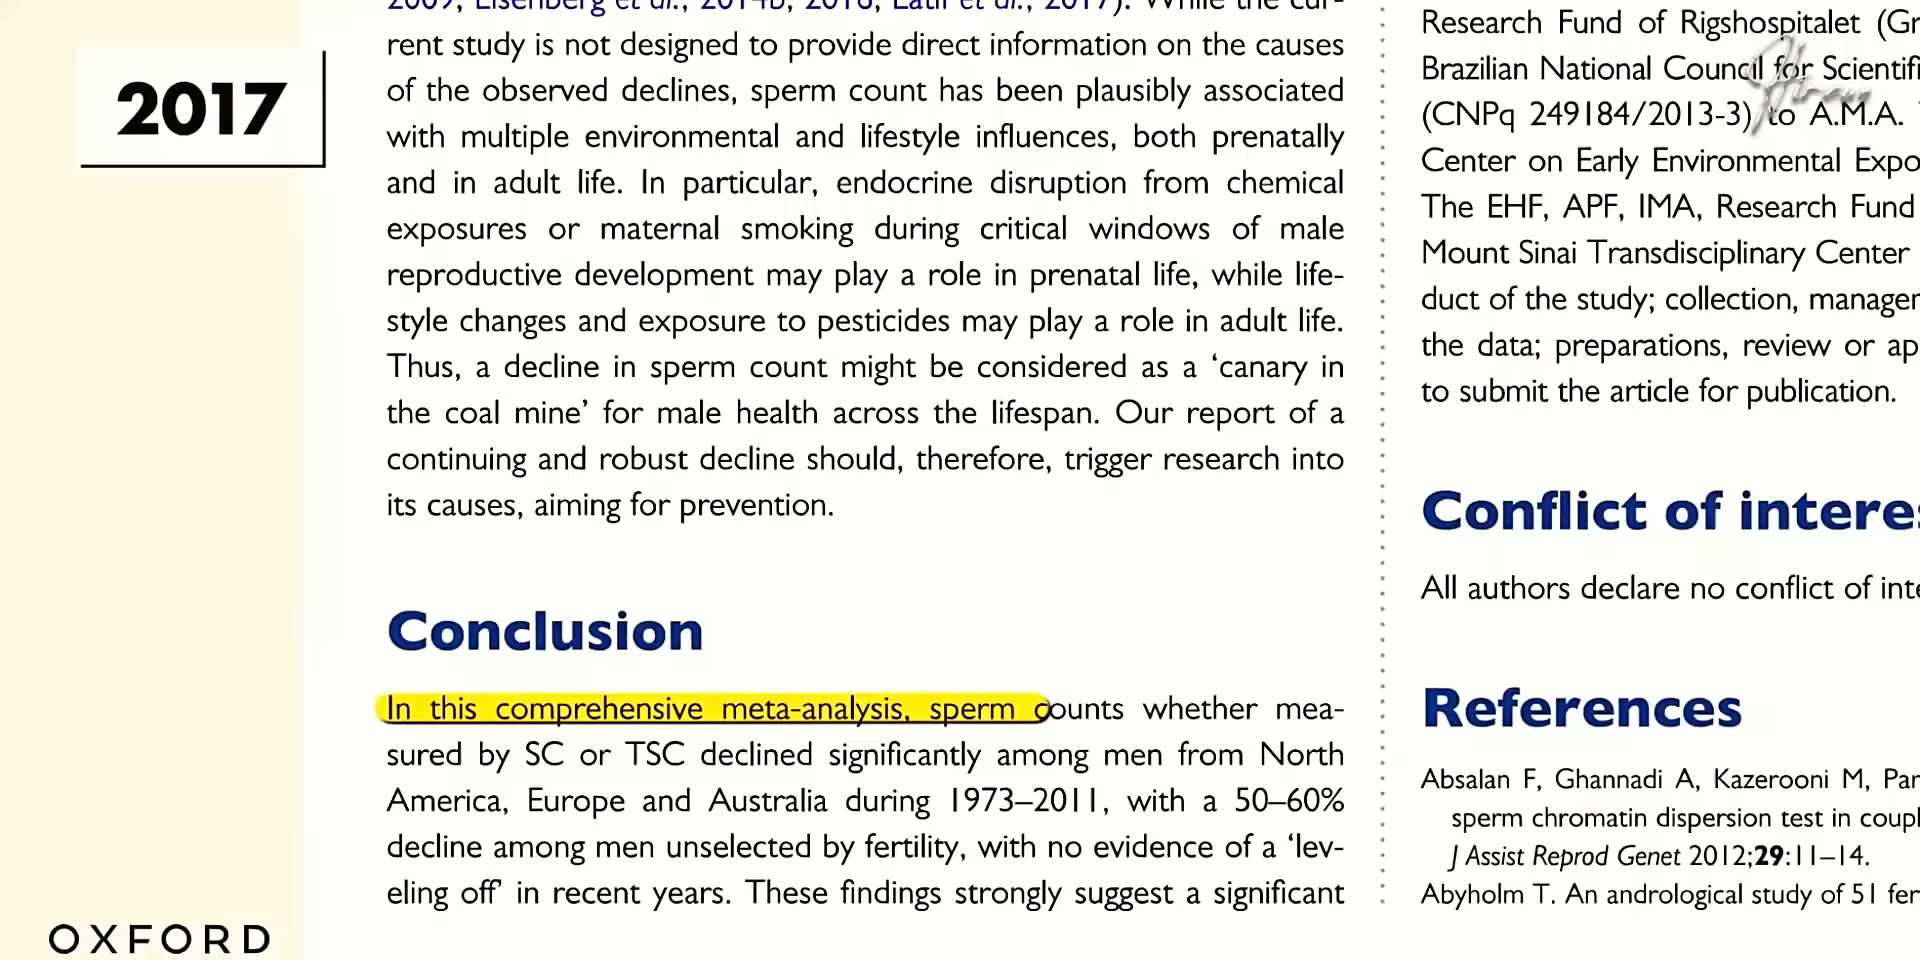 2017
rent study is not designed to provide direct information on the causes
of the observed declines, sperm count has been plausibly associated
with multiple environmental and lifestyle influences, both prenatally
and in adult life. In particular, endocrine disruption from chemical
exposures or maternal smoking during critical windows of male
reproductive development may play a role in prenatal life, while life-
style changes and exposure to pesticides may play a role in adult life.
Thus, a decline in sperm count might be considered as a ‘canary in
the coal mine’ for male health across the lifespan. Our report of a
continuing and robust decline should, therefore, trigger research into
its causes, aiming for prevention.
Conclusion
In this comprehensive meta-analysis, sperm counts whether mea-
sured by SC or TSC declined significantly among men from North
America, Europe and Australia during 1973–2011, with a 50–60%
decline among men unselected by fertility, with no evidence of a ‘lev-
eling off’ in recent years. These findings strongly suggest a significant
Research Fund of Rigshospitalet (Gr
Brazilian National Council for Scientifi
(CNPq 249184/2013-3) to A.M.A.
Center on Early Environmental Expo
The EHF, APF, IMA, Research Fund
Mount Sinai Transdisciplinary Center
duct of the study; collection, manager
the data; preparations, review or ap
to submit the article for publication.
Conflict of interes
All authors declare no conflict of inte
References
Absalan F, Ghannadi A, Kazerooni M, Par
sperm chromatin dispersion test in coupl
J Assist Reprod Genet 2012;29:11–14.
Abyholm T. An andrological study of 51 fer
OXFORD